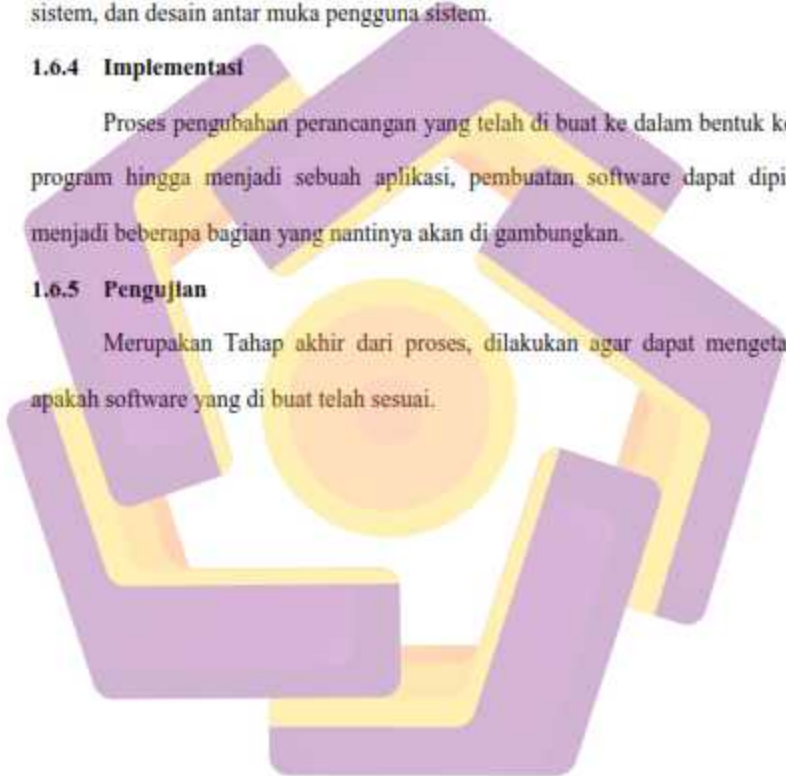 sistem, dan desain antar muka pengguna sistem.
1.6.4 Implementasi
Proses pengubahan perancangan yang telah di buat ke dalam bentuk
program hingga menjadi sebuah aplikasi, pembuatan software dapat
menjadi beberapa bagian yang nantinya akan di gambungkan.
1.6.5 Pengujian
Merupakan Tahap akhir dari proses, dilakukan agar dapat
apakah software yang di buat telah sesuai.